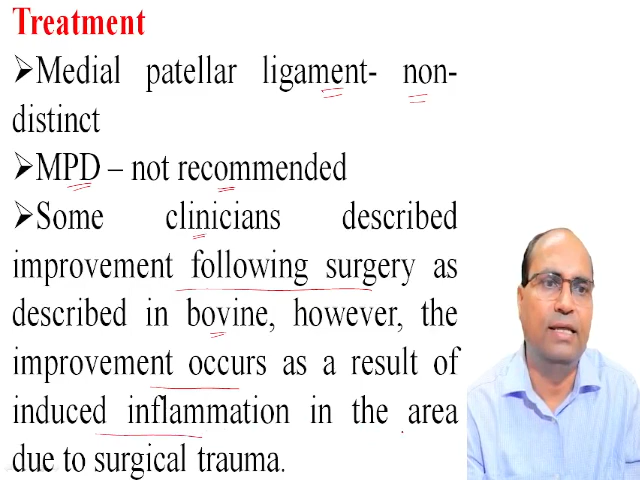 Treatment
➢Medial patellar ligament- non-
distinct
➢MPD – not recommended
➢Some clinicians described
improvement following surgery as
described in bovine, however, the
improvement occurs as a result of
induced inflammation in the area
due to surgical trauma.